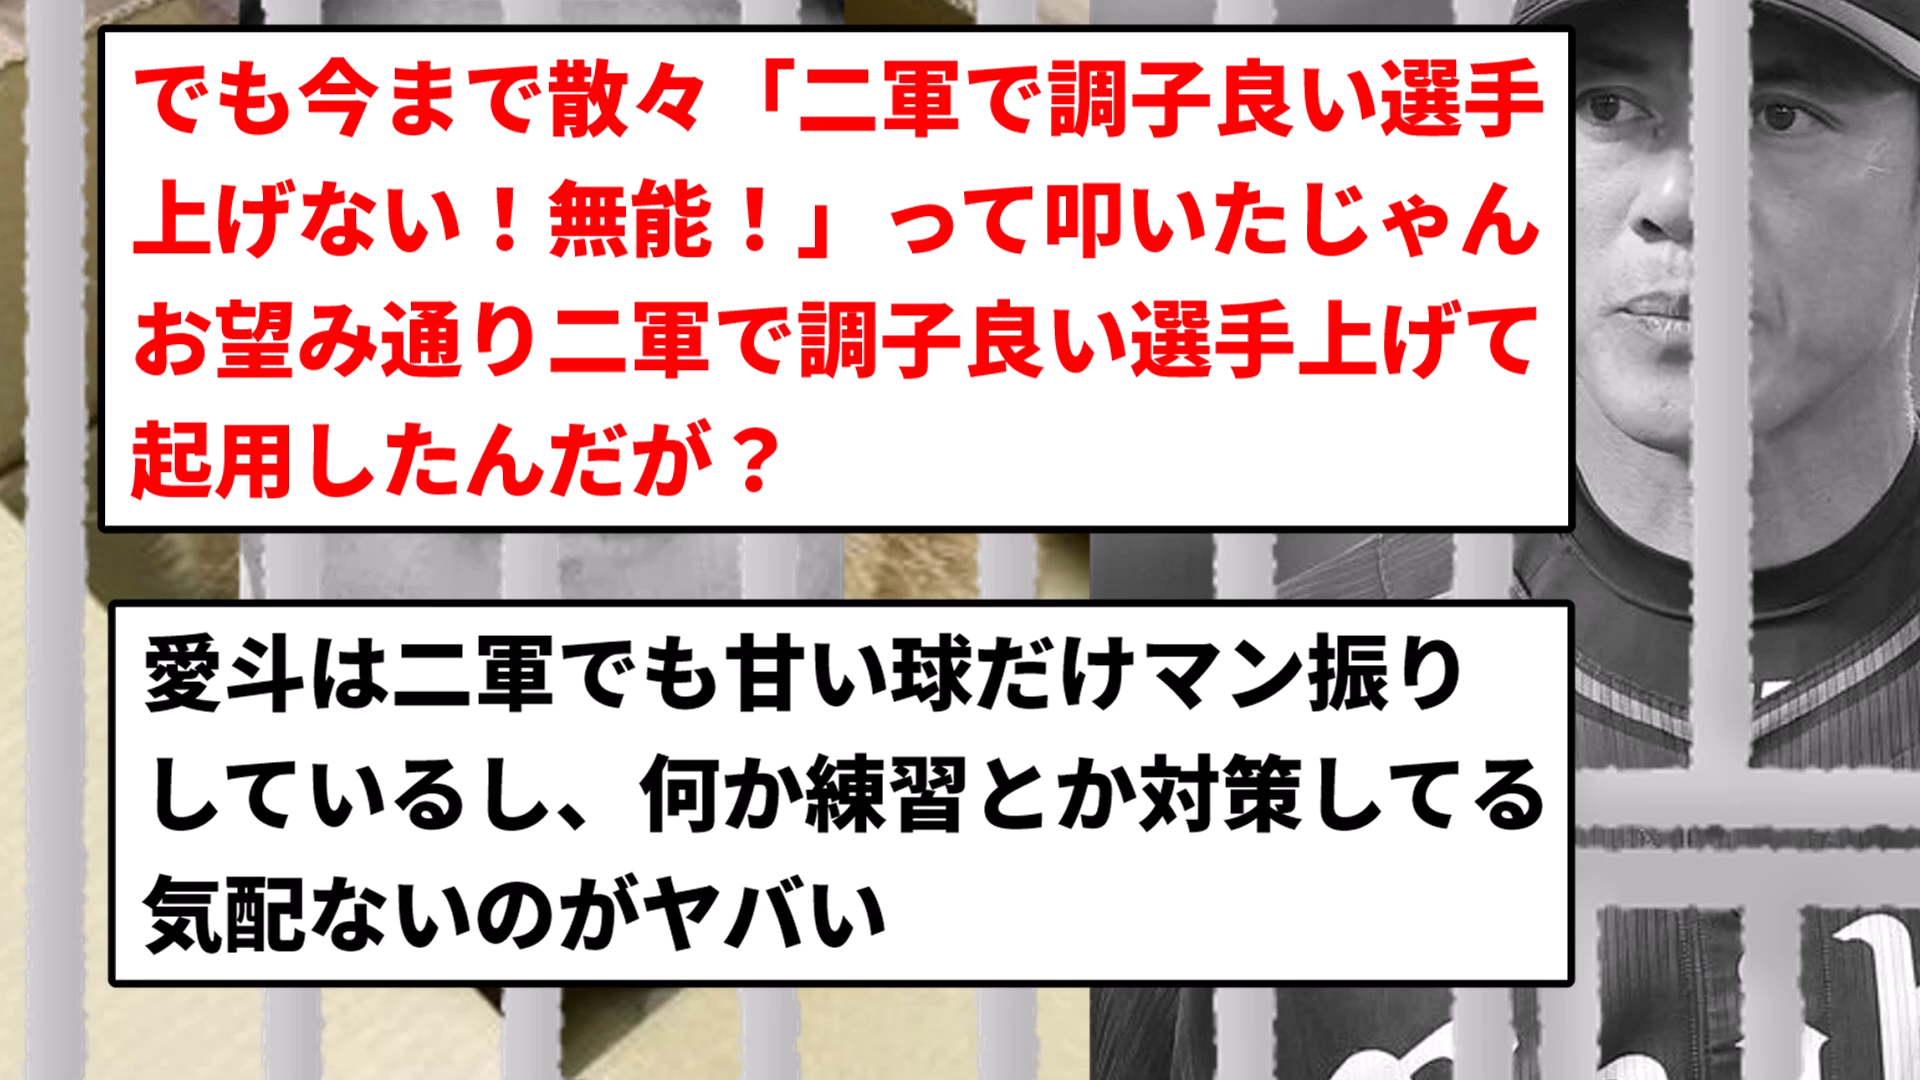 でも今まで散々「二軍で調子良い選手
上げない！無能！」って叩いたじゃん
お望み通り二軍で調子良い選手上げて
起用したんだが？
愛斗は二軍でも甘い球だけマン振り
しているし、何か練習とか対策してる
気配ないのがヤバい